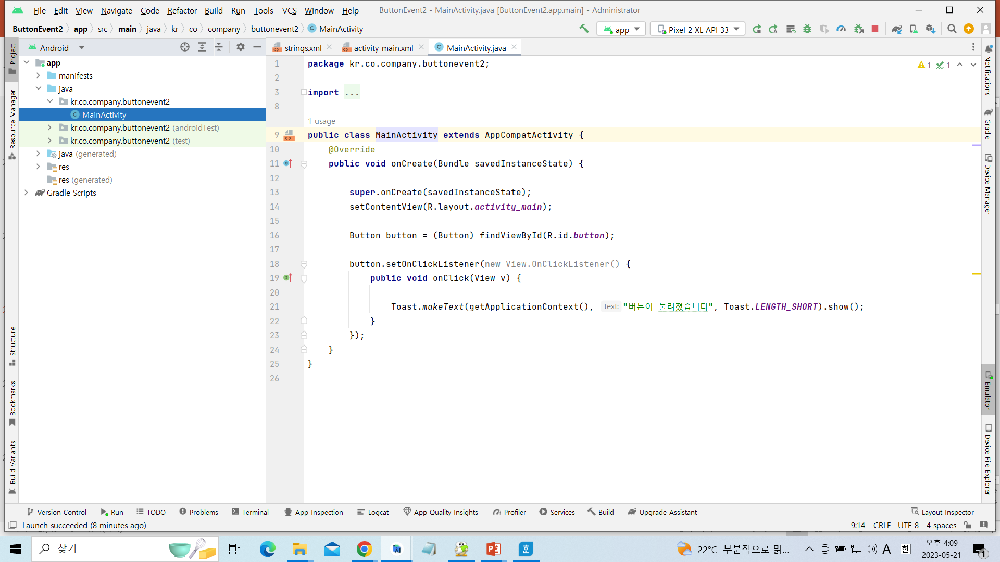 File Edit View Navigate Code Refactor Build Run Tools VCS Window Help ButtonEvent2 - MainActivity.java [ButtonEvent2.app.main] - Administrator
ButtonEvent2 app src main java kr co company buttonevent2 MainActivity app Pixel 2 XL API 33
Android
strings.xml activity_main.xml MainActivity.java
Project
Resource Manager
Structure
Bookmarks
Build Variants
app
manifests
java
kr.co.company.buttonevent2
MainActivity
kr.co.company.buttonevent2 (androidTest)
kr.co.company.buttonevent2 (test)
java (generated)
res
res (generated)
Gradle Scripts
1 package kr.co.company.buttonevent2;
2
3 import ...
8
1 usage
9 public class MainActivity extends AppCompatActivity {
10 @Override
11 public void onCreate(Bundle savedInstanceState) {
12
13 super.onCreate(savedInstanceState);
14 setContentView(R.layout.activity_main);
15
16 Button button = (Button) findViewById(R.id.button);
17
18 button.setOnClickListener(new View.OnClickListener() {
19 public void onClick(View v) {
20
21 Toast.makeText(getApplicationContext(), text: "버튼이 눌려졌습니다", Toast.LENGTH_SHORT).show();
22 }
23 });
24 }
25 }
26
1 1
Notifications
Gradle
Device Manager
Emulator
Device File Explorer
Version Control Run TODO Problems Terminal App Inspection Logcat App Quality Insights Profiler Services Build Upgrade Assistant Layout Inspector
Launch succeeded (8 minutes ago) 9:14 CRLF UTF-8 4 spaces
찾기 22°C 부분적으로 맑... A 한 오후 4:09
2023-05-21 1